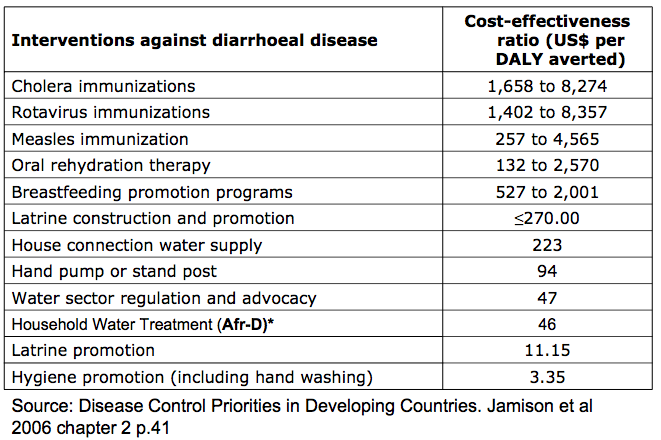 Interventions against diarrhoeal disease
Cost-effectiveness
ratio (US$ per
DALY averted)
Cholera immunizations 1,658 to 8,274
Rotavirus immunizations 1,402 to 8,357
Measles immunization 257 to 4,565
Oral rehydration therapy 132 to 2,570
Breastfeeding promotion programs 527 to 2,001
Latrine construction and promotion ≤270.00
House connection water supply 223
Hand pump or stand post 94
Water sector regulation and advocacy 47
Household Water Treatment (Afr-D)* 46
Latrine promotion 11.15
Hygiene promotion (including hand washing) 3.35
Source: Disease Control Priorities in Developing Countries. Jamison et al
2006 chapter 2 p.41